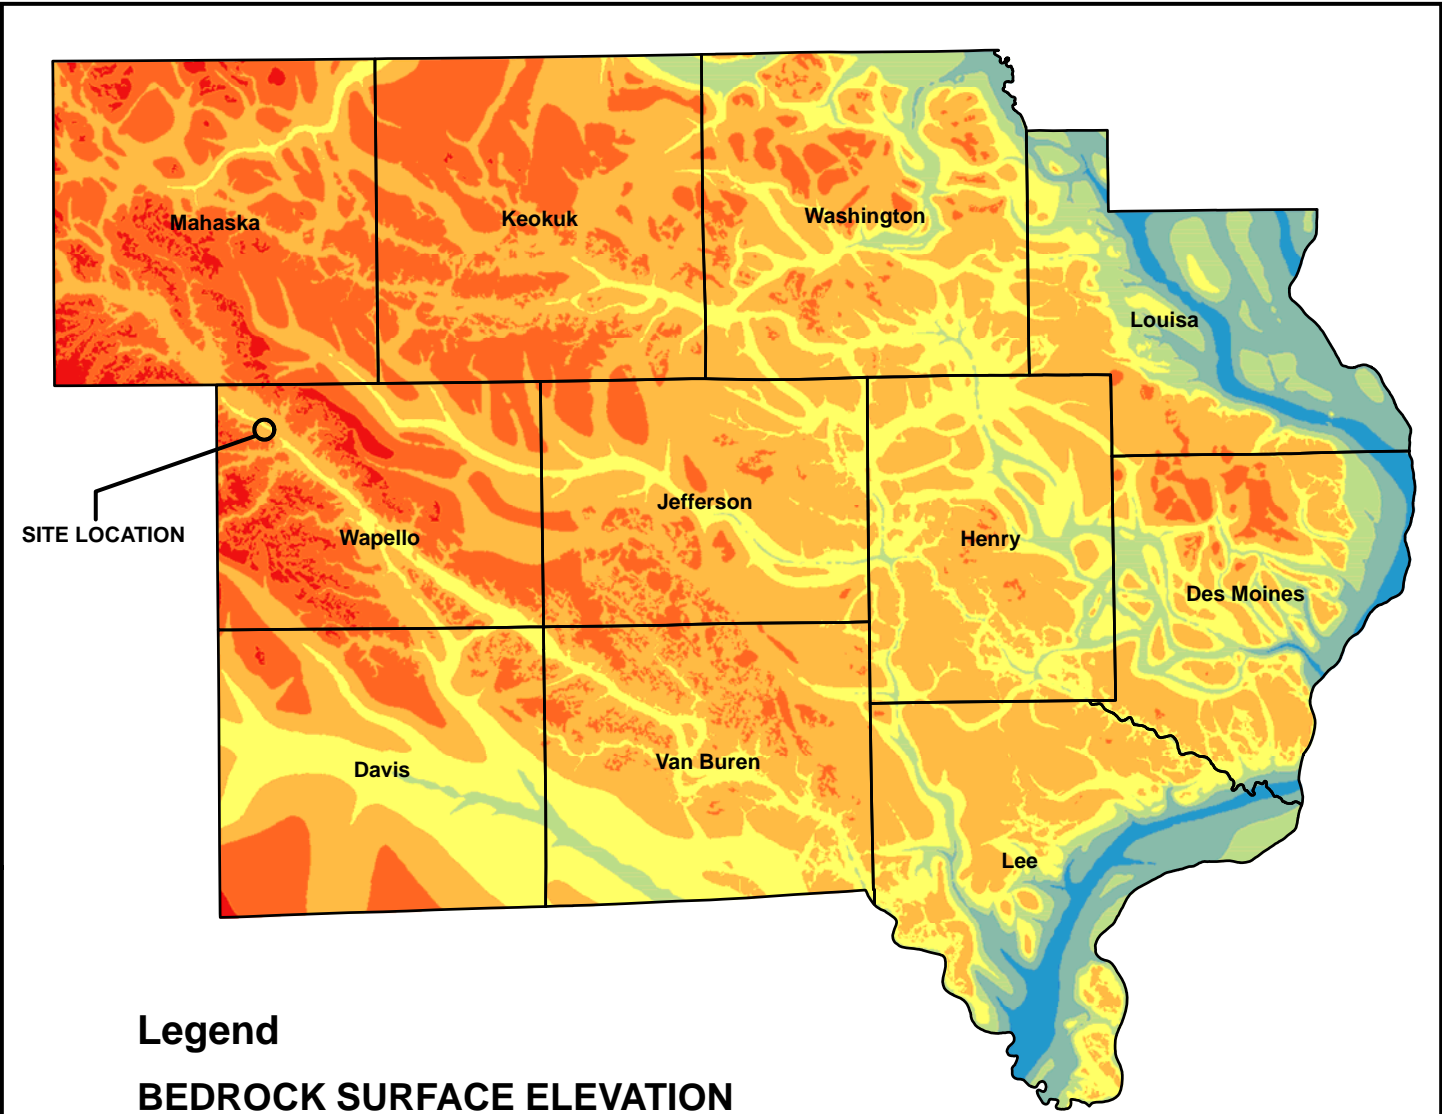 Mahaska
Keokuk
Washington
Louisa
SITE LOCATION
Wapello
Jefferson
Henry
Des Moines
Davis
Van Buren
Lee
Legend
BEDROCK SURFACE ELEVATION